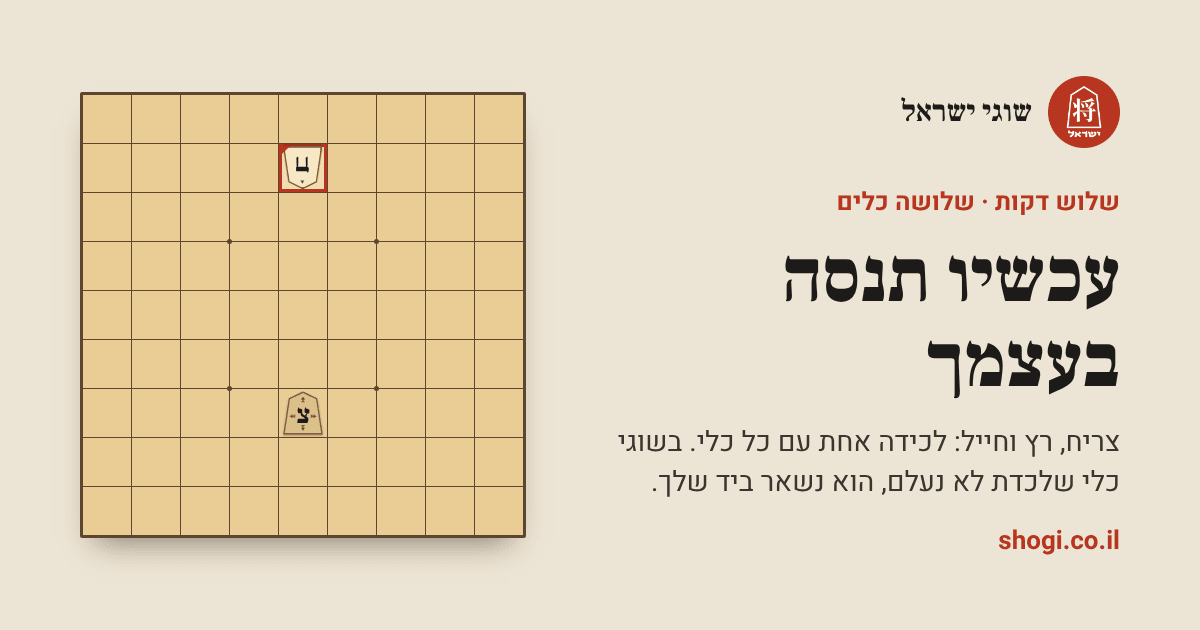 将
ישראל
שוגי ישראל
שלוש דקות · שלושה כלים
עכשיו תנסה
בעצמך
צריח, רץ וחייל: לכידה אחת עם כל כלי. בשוגי
כלי שלכדת לא נעלם, הוא נשאר ביד שלך.
shogi.co.il
צ